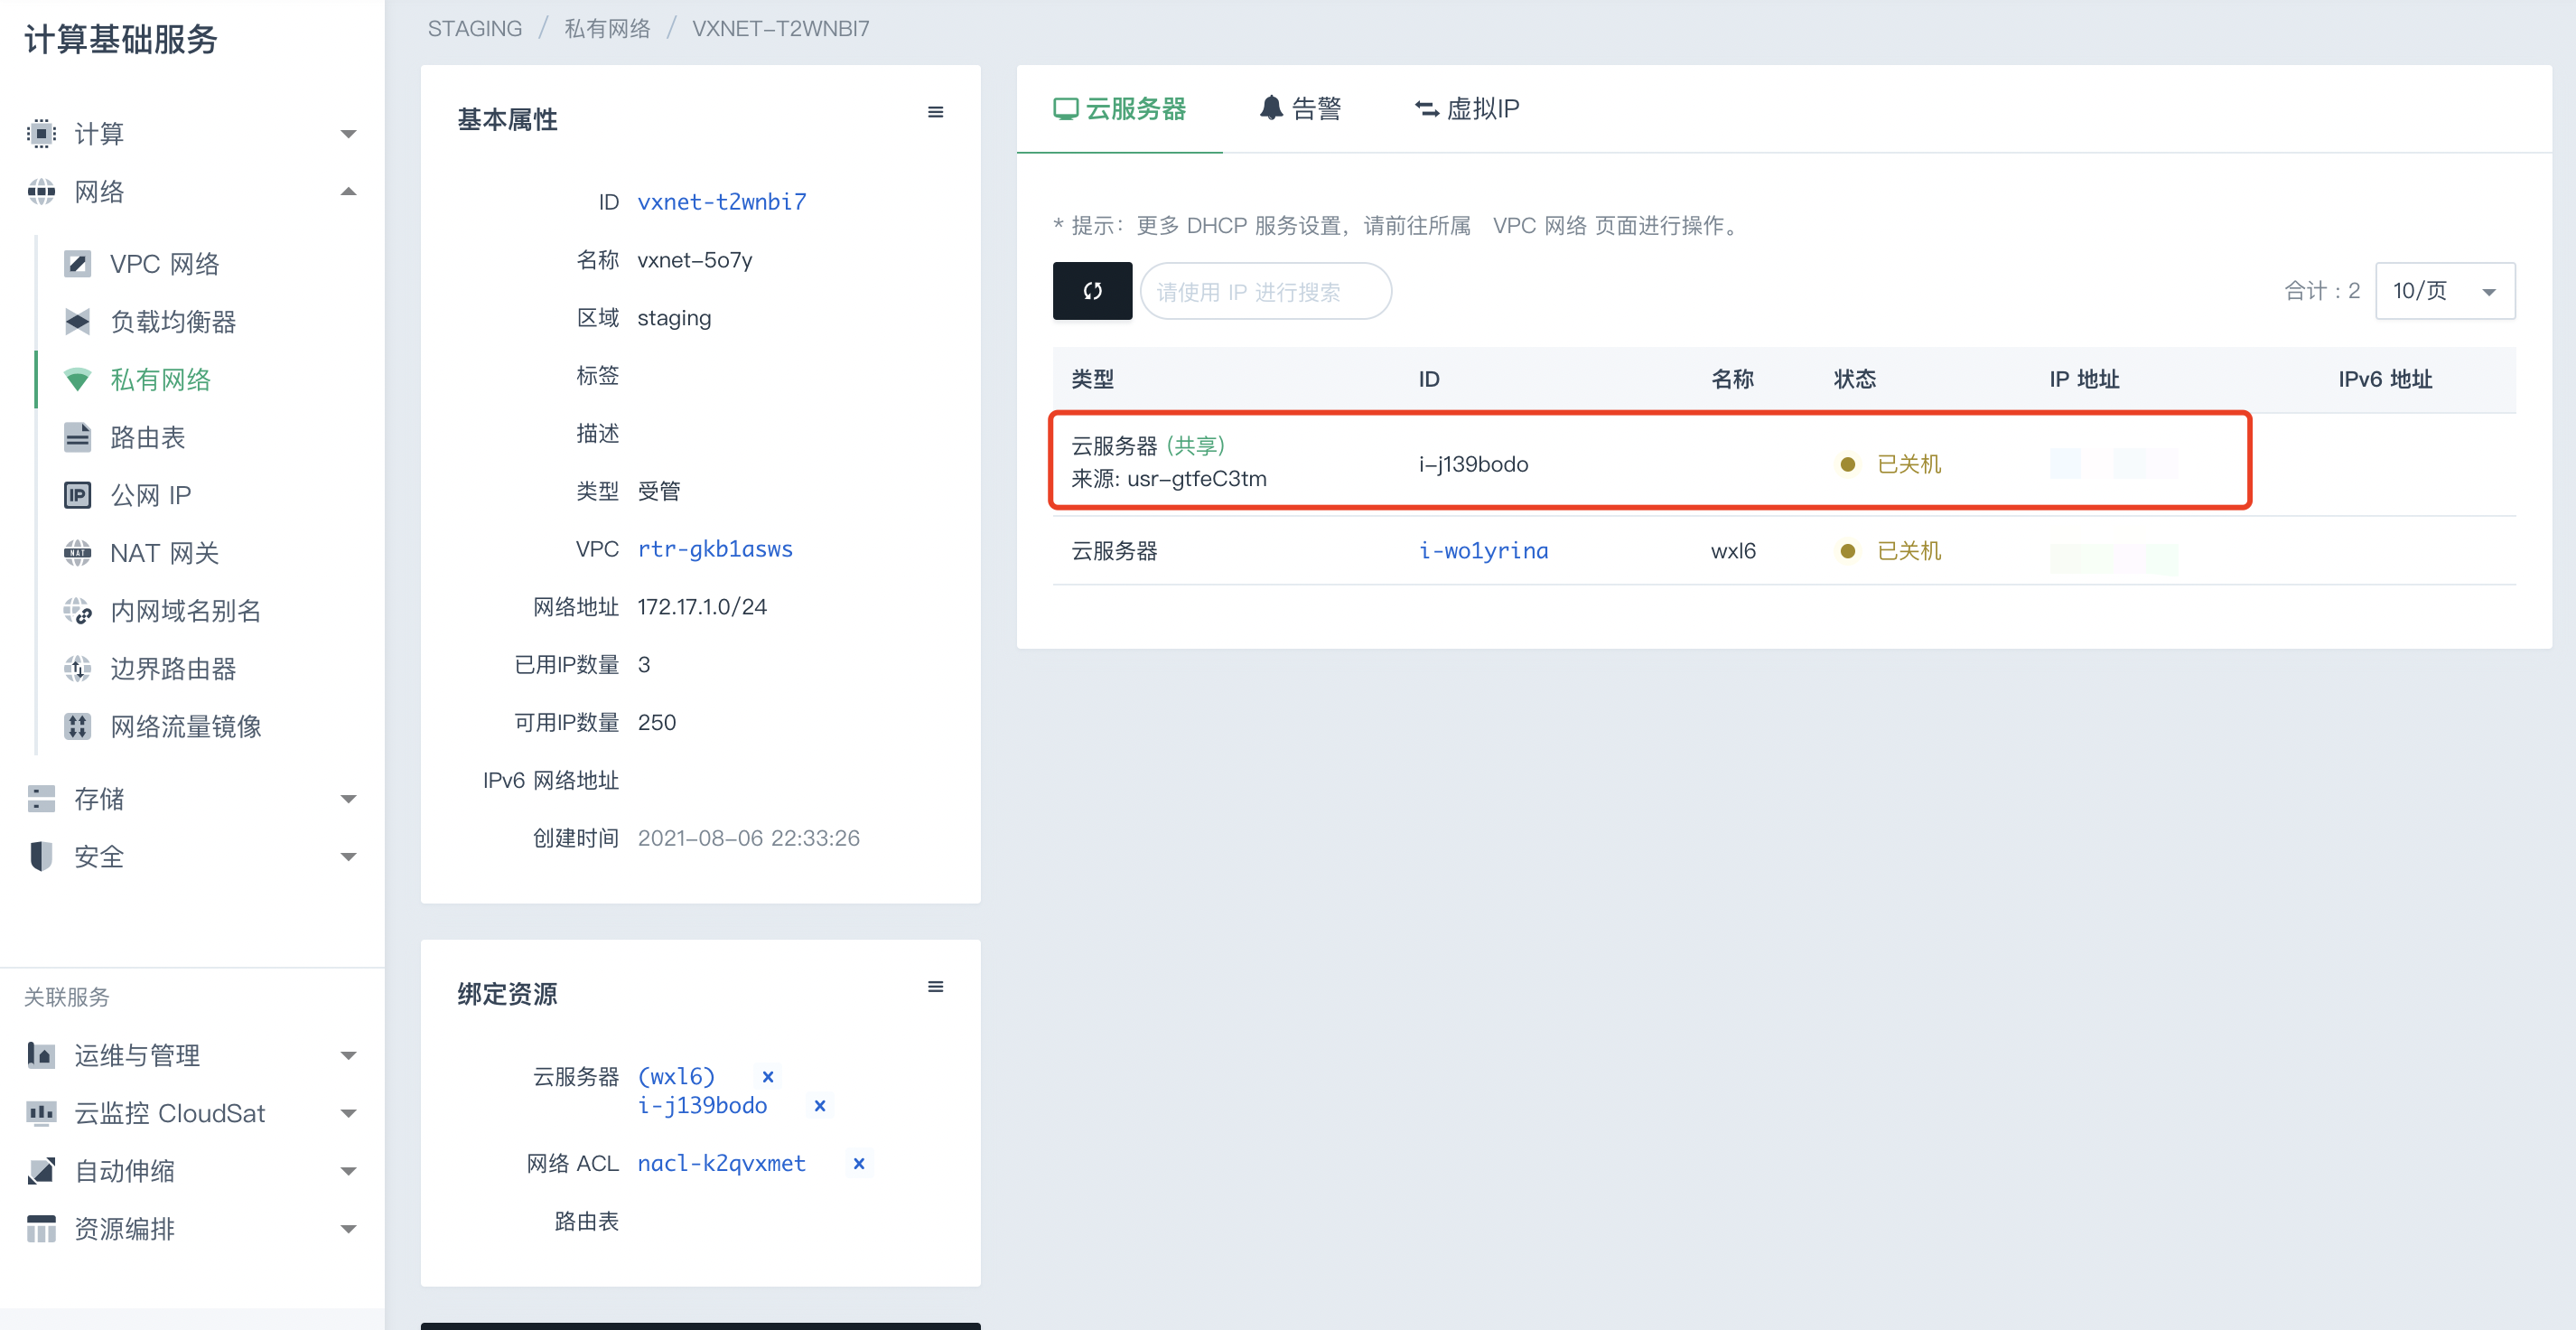 计算基础服务
计算
网络
VPC 网络
负载均衡器
私有网络
路由表
公网 IP
NAT 网关
内网域名别名
边界路由器
网络流量镜像
存储
安全
关联服务
运维与管理
云监控 CloudSat
自动伸缩
资源编排
STAGING / 私有网络 / VXNET-T2WNBI7
基本属性
ID vxnet-t2wnbi7
名称 vxnet-5o7y
区域 staging
标签
描述
类型 受管
VPC rtr-gkb1asws
网络地址 172.17.1.0/24
已用IP数量 3
可用IP数量 250
IPv6 网络地址
创建时间 2021-08-06 22:33:26
绑定资源
云服务器 (wxl6) ×
i-j139bodo ×
网络 ACL nacl-k2qvxmet ×
路由表
云服务器 告警 虚拟IP
* 提示：更多 DHCP 服务设置，请前往所属 VPC 网络 页面进行操作。
请使用 IP 进行搜索 合计：2 10/页
类型 ID 名称 状态 IP 地址 IPv6 地址
云服务器 (共享)
来源: usr-gtfeC3tm i-j139bodo 已关机
云服务器 i-wo1yrina wxl6 已关机